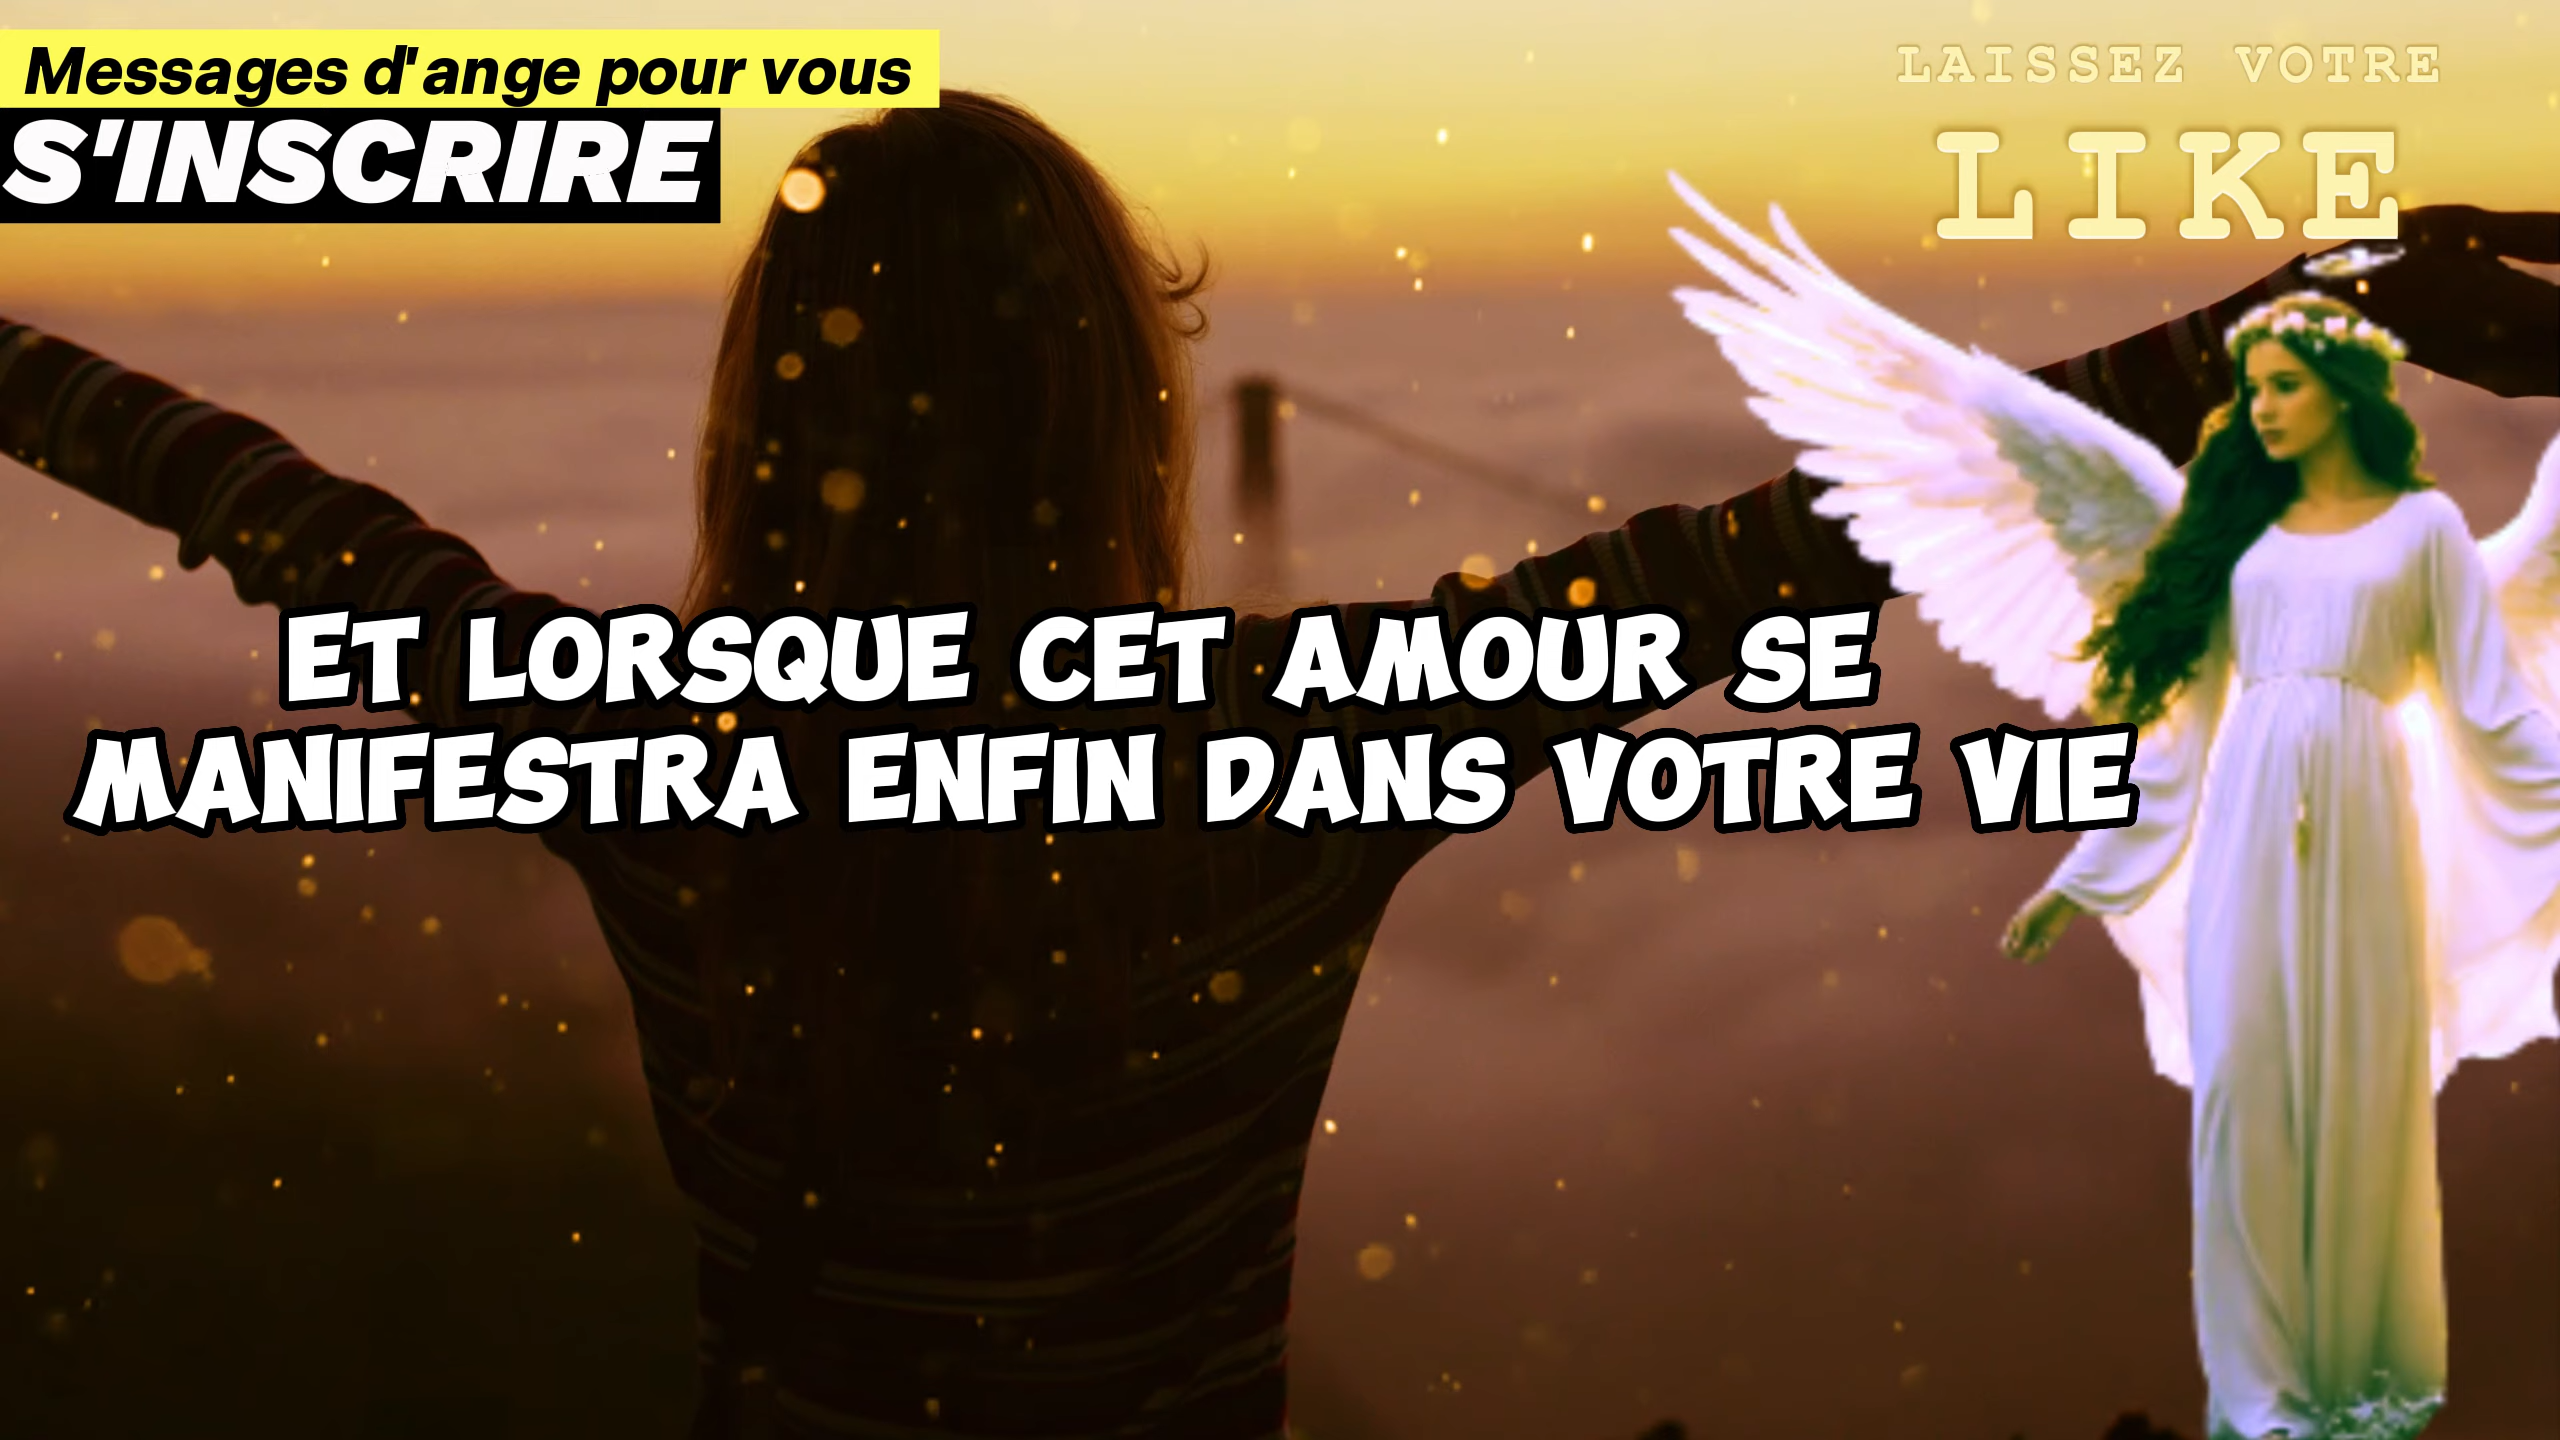 Messages d'ange pour vous
S'INSCRIRE
LAISSEZ VOTRE
LIKE
ET LORSQUE CET AMOUR SE
MANIFESTRA ENFIN DANS VOTRE VIE